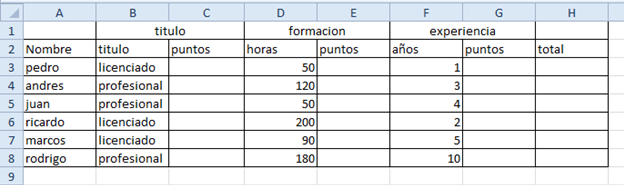 A B C D E F G H
1 titulo formacion experiencia
2 Nombre titulo puntos horas puntos años puntos total
3 pedro licenciado 50 1
4 andres profesional 120 3
5 juan profesional 50 4
6 ricardo licenciado 200 2
7 marcos licenciado 90 5
8 rodrigo profesional 180 10
9